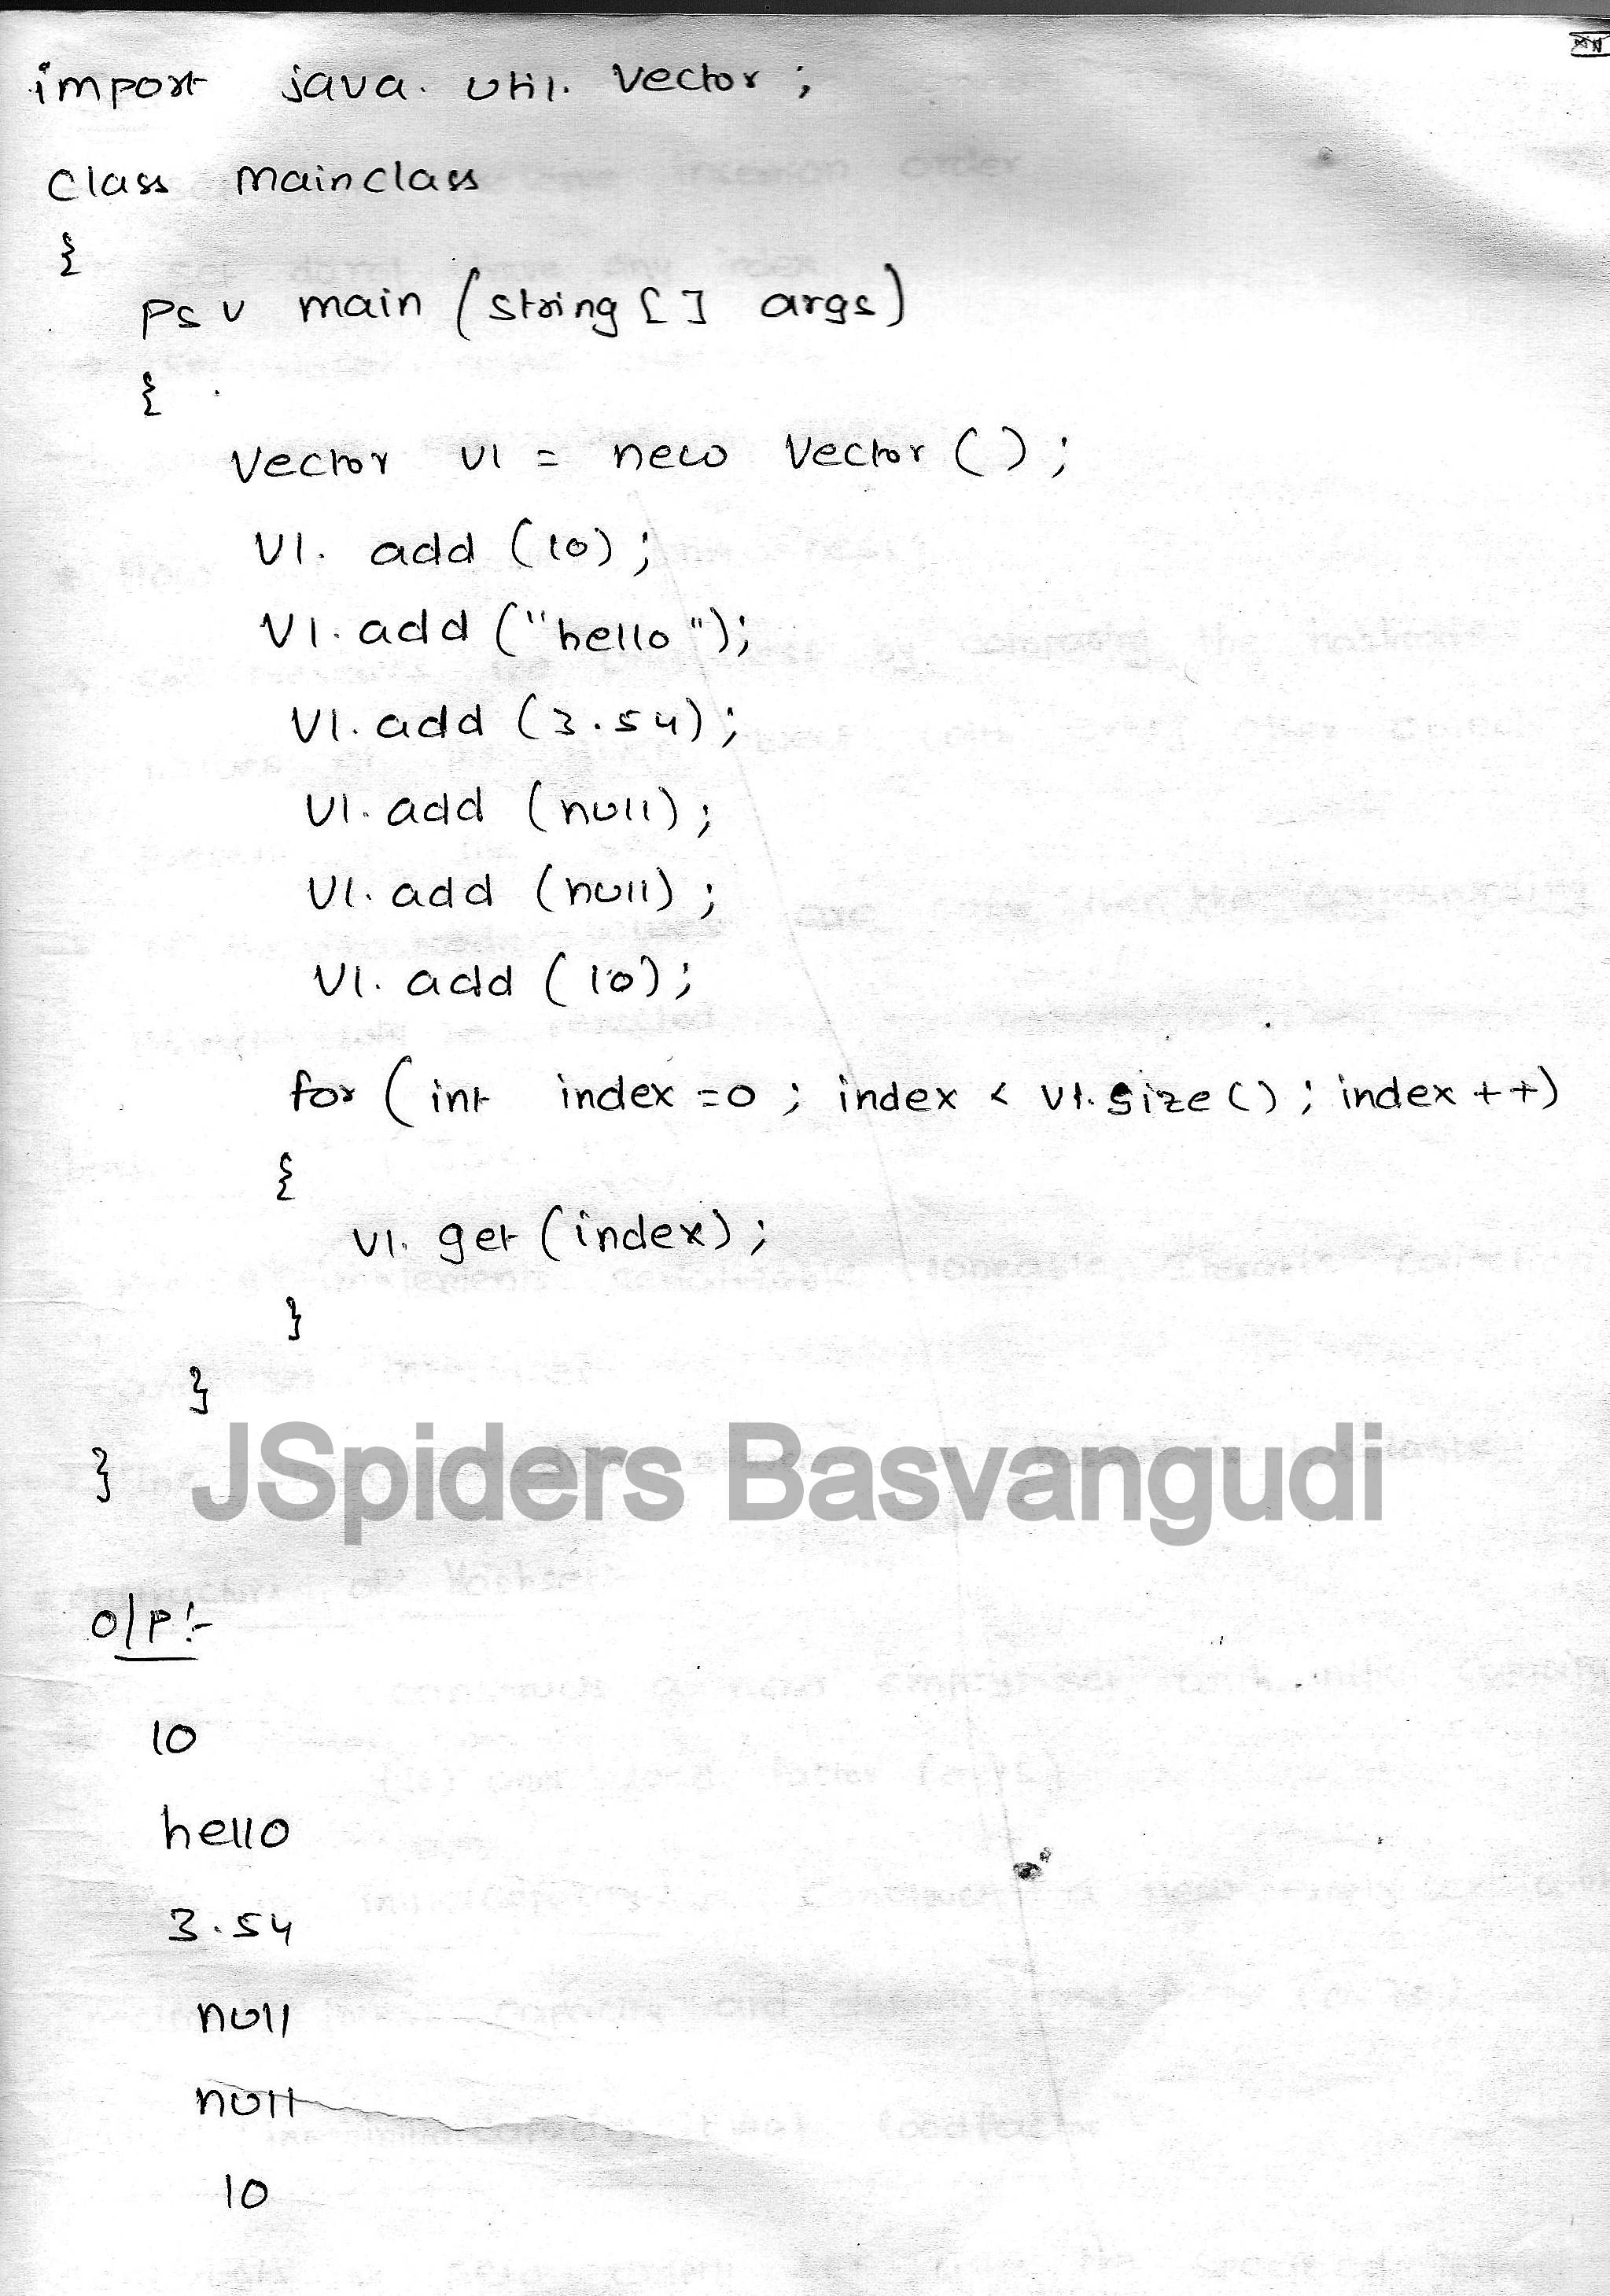 import java.util.Vector;
class mainclass
{
psv main (string [] args)
{
Vector v1 = new Vector();
V1.add(10);
V1.add("hello");
V1.add(3.54);
V1.add(null);
V1.add(null);
V1.add(10);
for (int index=0; index < v1.size(); index++)
{
v1.get(index);
}
}
}
JSpiders Basvangudi
O/P:-
10
hello
3.54
null
null
10